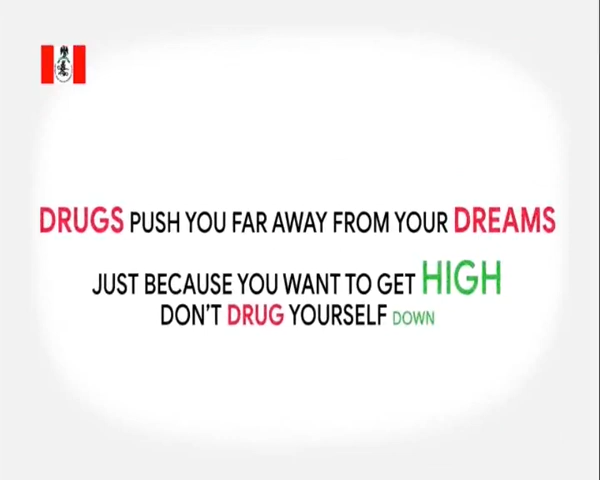 DRUGS PUSH YOU FAR AWAY FROM YOUR DREAMS
JUST BECAUSE YOU WANT TO GET HIGH
DON'T DRUG YOURSELF DOWN